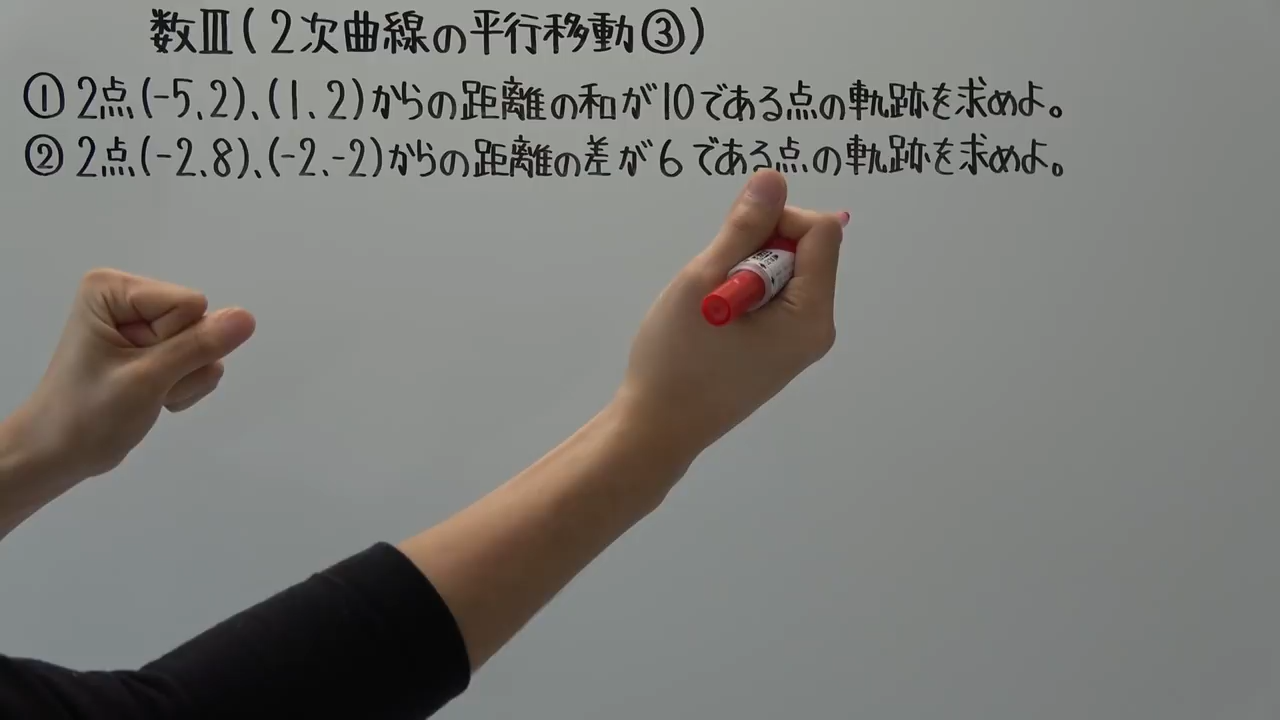 数Ⅲ(2次曲線の平行移動③)
① 2点(-5、2)、(1、2)からの距離の和が10である点の軌跡を求めよ。
② 2点(-2、8)、(-2、-2)からの距離の差が6である点の軌跡を求めよ。